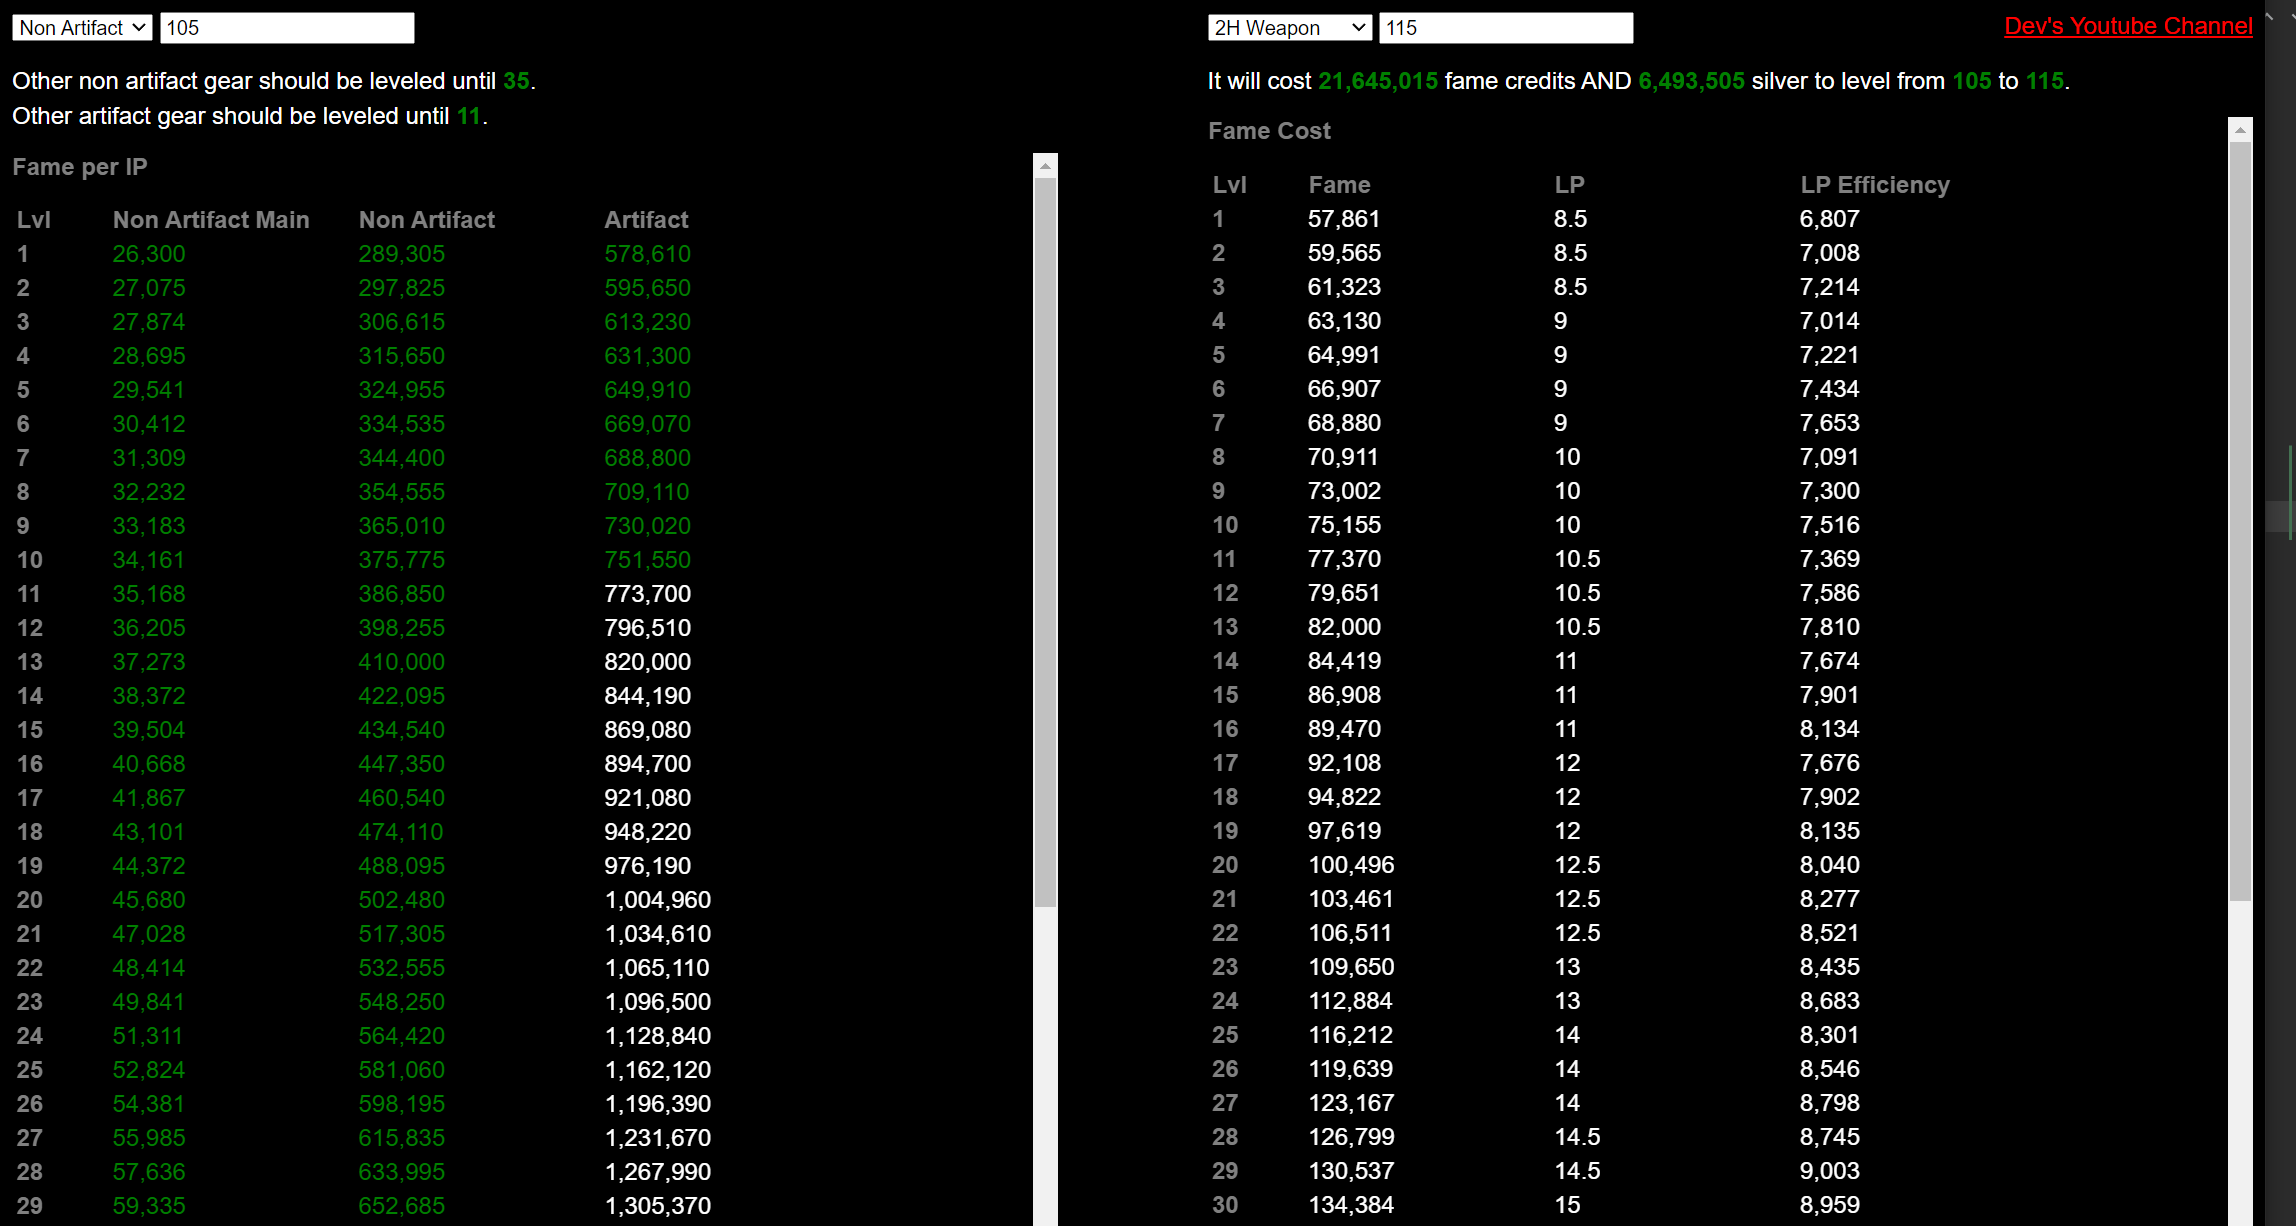 Non Artifact 105
Other non artifact gear should be leveled until 35.
Other artifact gear should be leveled until 11.
Fame per IP
Lvl Non Artifact Main Non Artifact Artifact
1 26,300 289,305 578,610
2 27,075 297,825 595,650
3 27,874 306,615 613,230
4 28,695 315,650 631,300
5 29,541 324,955 649,910
6 30,412 334,535 669,070
7 31,309 344,400 688,800
8 32,232 354,555 709,110
9 33,183 365,010 730,020
10 34,161 375,775 751,550
11 35,168 386,850 773,700
12 36,205 398,255 796,510
13 37,273 410,000 820,000
14 38,372 422,095 844,190
15 39,504 434,540 869,080
16 40,668 447,350 894,700
17 41,867 460,540 921,080
18 43,101 474,110 948,220
19 44,372 488,095 976,190
20 45,680 502,480 1,004,960
21 47,028 517,305 1,034,610
22 48,414 532,555 1,065,110
23 49,841 548,250 1,096,500
24 51,311 564,420 1,128,840
25 52,824 581,060 1,162,120
26 54,381 598,195 1,196,390
27 55,985 615,835 1,231,670
28 57,636 633,995 1,267,990
29 59,335 652,685 1,305,370
2H Weapon 115
Dev's Youtube Channel
It will cost 21,645,015 fame credits AND 6,493,505 silver to level from 105 to 115.
Fame Cost
Lvl Fame LP LP Efficiency
1 57,861 8.5 6,807
2 59,565 8.5 7,008
3 61,323 8.5 7,214
4 63,130 9 7,014
5 64,991 9 7,221
6 66,907 9 7,434
7 68,880 9 7,653
8 70,911 10 7,091
9 73,002 10 7,300
10 75,155 10 7,516
11 77,370 10.5 7,369
12 79,651 10.5 7,586
13 82,000 10.5 7,810
14 84,419 11 7,674
15 86,908 11 7,901
16 89,470 11 8,134
17 92,108 12 7,676
18 94,822 12 7,902
19 97,619 12 8,135
20 100,496 12.5 8,040
21 103,461 12.5 8,277
22 106,511 12.5 8,521
23 109,650 13 8,435
24 112,884 13 8,683
25 116,212 14 8,301
26 119,639 14 8,546
27 123,167 14 8,798
28 126,799 14.5 8,745
29 130,537 14.5 9,003
30 134,384 15 8,959